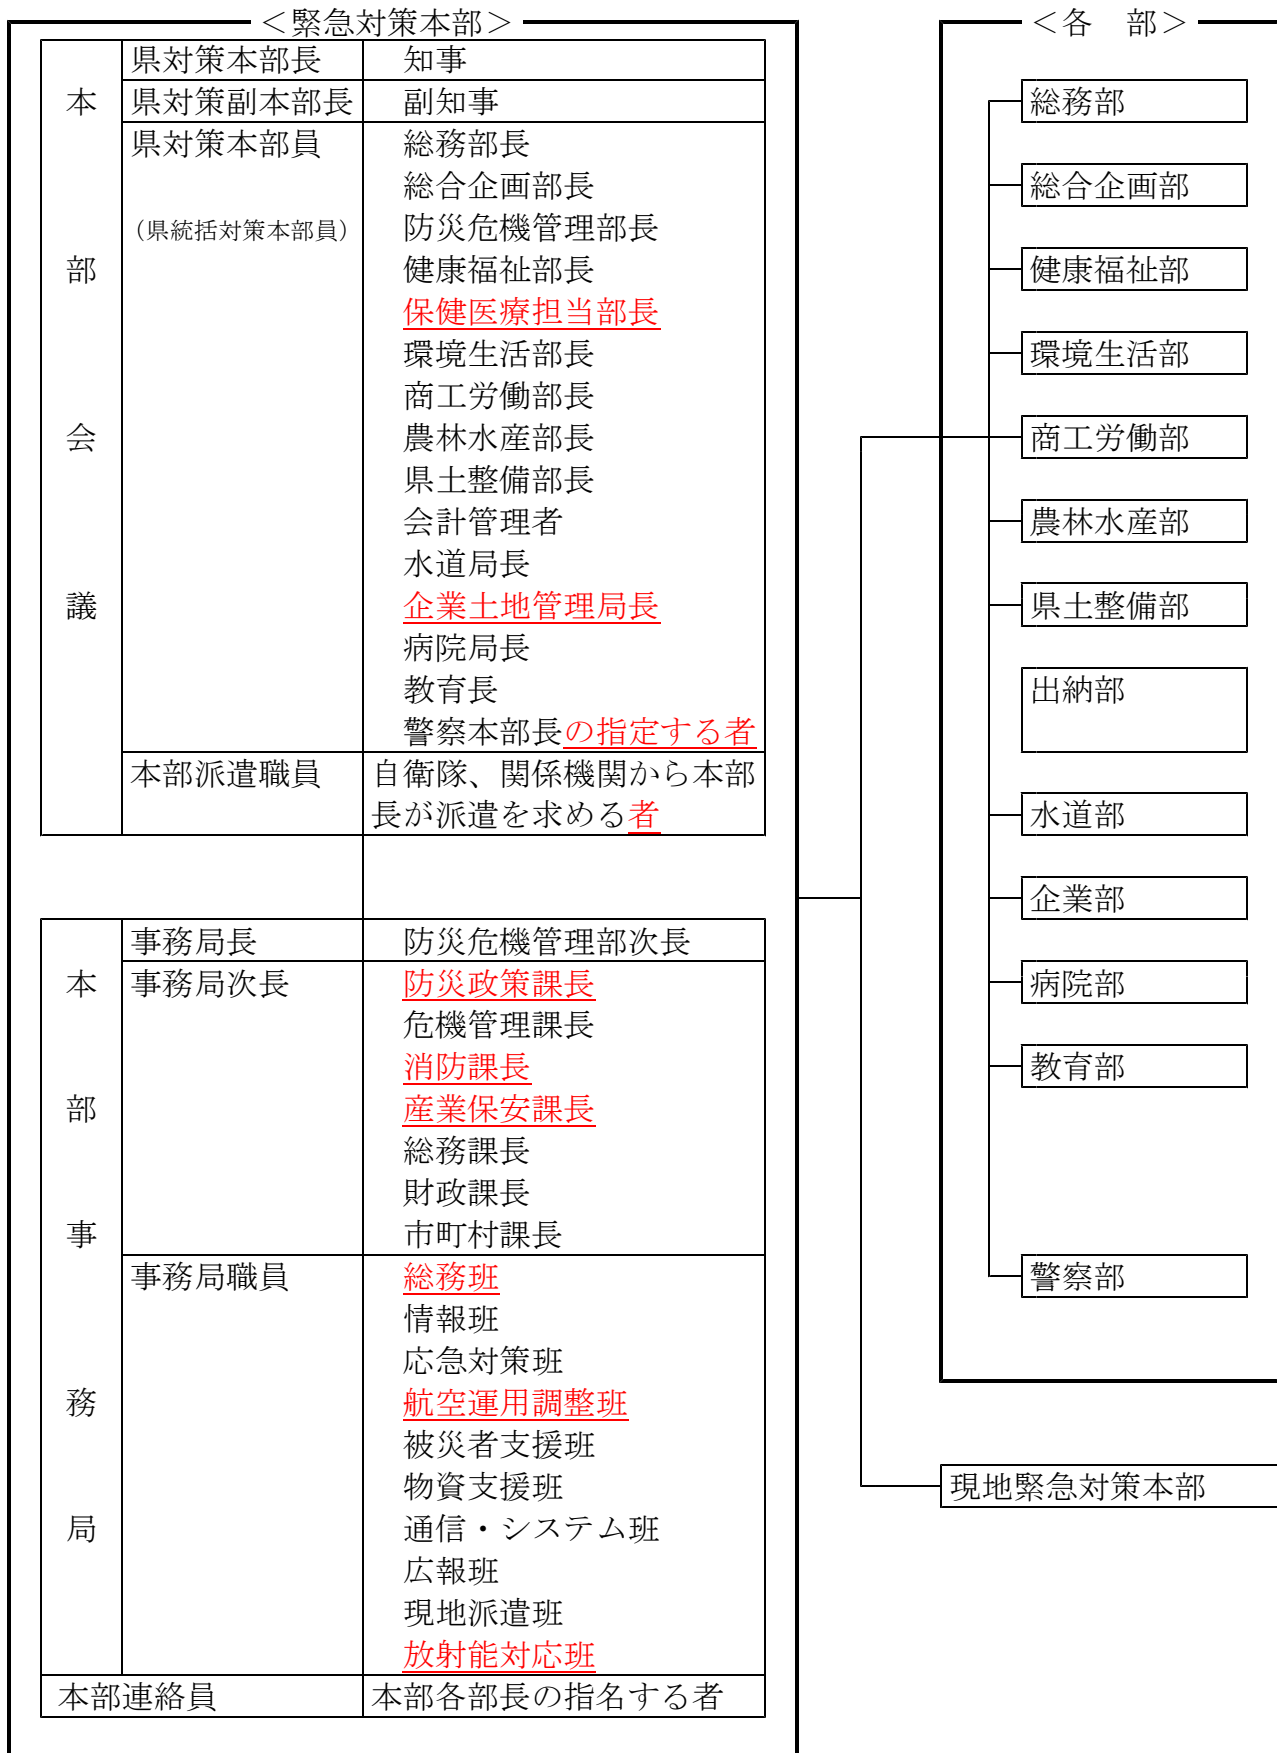 ＜緊急対策本部＞
本部会議
県対策本部長　知事
県対策副本部長　副知事
県対策本部員　総務部長
総合企画部長
（県統括対策本部員）　防災危機管理部長
健康福祉部長
保健医療担当部長
環境生活部長
商工労働部長
農林水産部長
県土整備部長
会計管理者
水道局長
企業土地管理局長
病院局長
教育長
警察本部長の指定する者
本部派遣職員　自衛隊、関係機関から本部
長が派遣を求める者
本部事務局
事務局長　防災危機管理部次長
事務局次長　防災政策課長
危機管理課長
消防課長
産業保安課長
総務課長
財政課長
市町村課長
事務局職員　総務班
情報班
応急対策班
航空運用調整班
被災者支援班
物資支援班
通信・システム班
広報班
現地派遣班
放射能対応班
本部連絡員　本部各部長の指名する者
＜各　部＞
総務部
総合企画部
健康福祉部
環境生活部
商工労働部
農林水産部
県土整備部
出納部
水道部
企業部
病院部
教育部
警察部
現地緊急対策本部